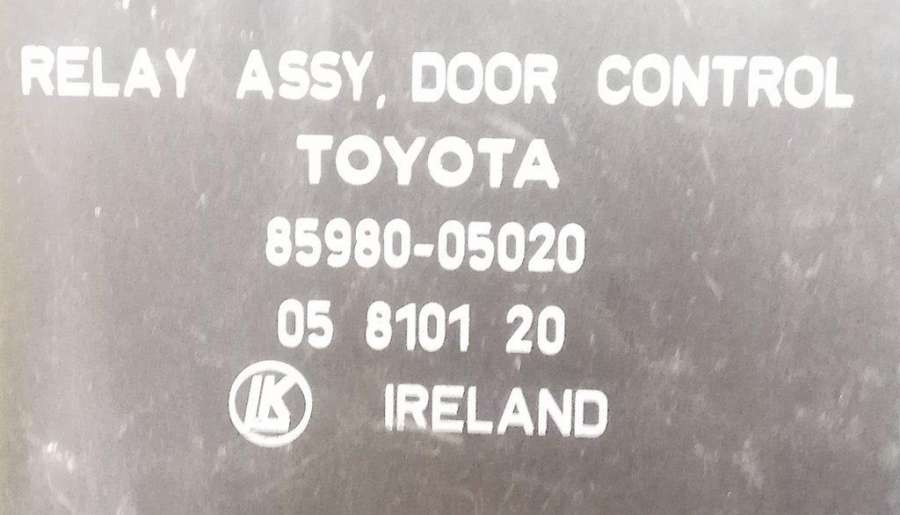 RELAY ASSY, DOOR CONTROL
TOYOTA
85980-05020
05 8101 20
IRELAND